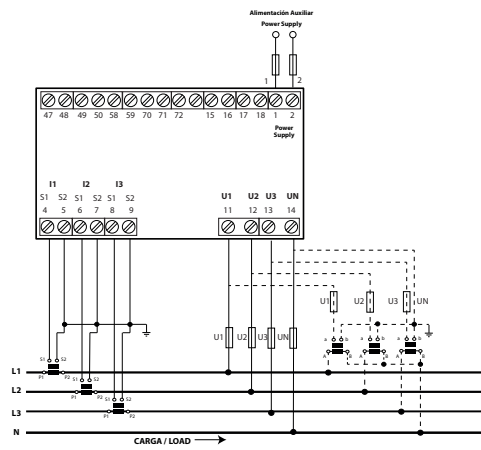 Alimentación Auxiliar
Power Supply
1 2
47 48 49 50 58 59 70 71 72 15 16 17 18 1 2
Power
Supply
I1 I2 I3
S1 S2 S1 S2 S1 S2
4 5 6 7 8 9
U1 U2 U3 UN
11 12 13 14
U1 U2 U3 UN
U1 U2 U3 UN
a b a b a b
A B A B A B
S1 S2
P1 P2
S1 S2
P1 P2
S1 S2
P1 P2
L1
L2
L3
N
CARGA / LOAD